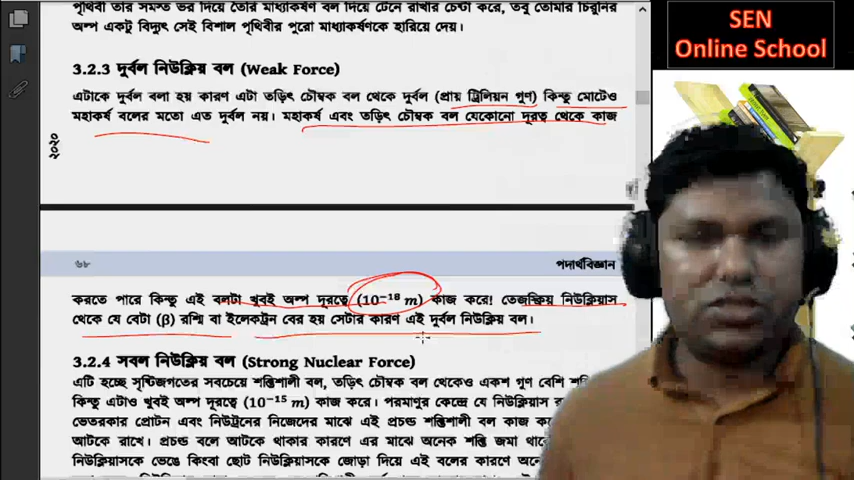 পৃথিবী তার সমস্ত ভর দিয়ে তৈরি মাধ্যাকর্ষণ বল দিয়ে টেনে রাখার চেষ্টা করে, তবু তোমার চিরুনির
অল্প একটু বিদ্যুৎ সেই বিশাল পৃথিবীর পুরো মাধ্যাকর্ষণকে হারিয়ে দেয়।
SEN
Online School
3.2.3 দুর্বল নিউক্লিয় বল (Weak Force)
এটাকে দুর্বল বলা হয় কারণ এটা তড়িৎ চৌম্বক বল থেকে দুর্বল (প্রায় ট্রিলিয়ন গুণ) কিন্তু মোটেও
মহাকর্ষ বলের মতো এত দুর্বল নয়। মহাকর্ষ এবং তড়িৎ চৌম্বক বল যেকোনো দূরত্ব থেকে কাজ
২০২০
৬৮ পদার্থবিজ্ঞান
করতে পারে কিন্তু এই বলটা খুবই অল্প দূরত্বে (10⁻¹⁸ m) কাজ করে! তেজস্ক্রিয় নিউক্লিয়াস
থেকে যে বেটা (β) রশ্মি বা ইলেকট্রন বের হয় সেটার কারণ এই দুর্বল নিউক্লিয় বল।
3.2.4 সবল নিউক্লিয় বল (Strong Nuclear Force)
এটি হচ্ছে সৃষ্টিজগতের সবচেয়ে শক্তিশালী বল, তড়িৎ চৌম্বক বল থেকেও একশ গুণ বেশি
কিন্তু এটাও খুবই অল্প দূরত্বে (10⁻¹⁵ m) কাজ করে। পরমাণুর কেন্দ্রে যে নিউক্লিয়াস
ভেতরকার প্রোটন এবং নিউট্রনের নিজেদের মাঝে এই প্রচন্ড শক্তিশালী বল কাজ
আটকে রাখে। প্রচন্ড বলে আটকে থাকার কারণে এর মাঝে অনেক শক্তি জমা
নিউক্লিয়াসকে ভেঙে কিংবা ছোট নিউক্লিয়াসকে জোড়া দিয়ে এই বলের কারণে